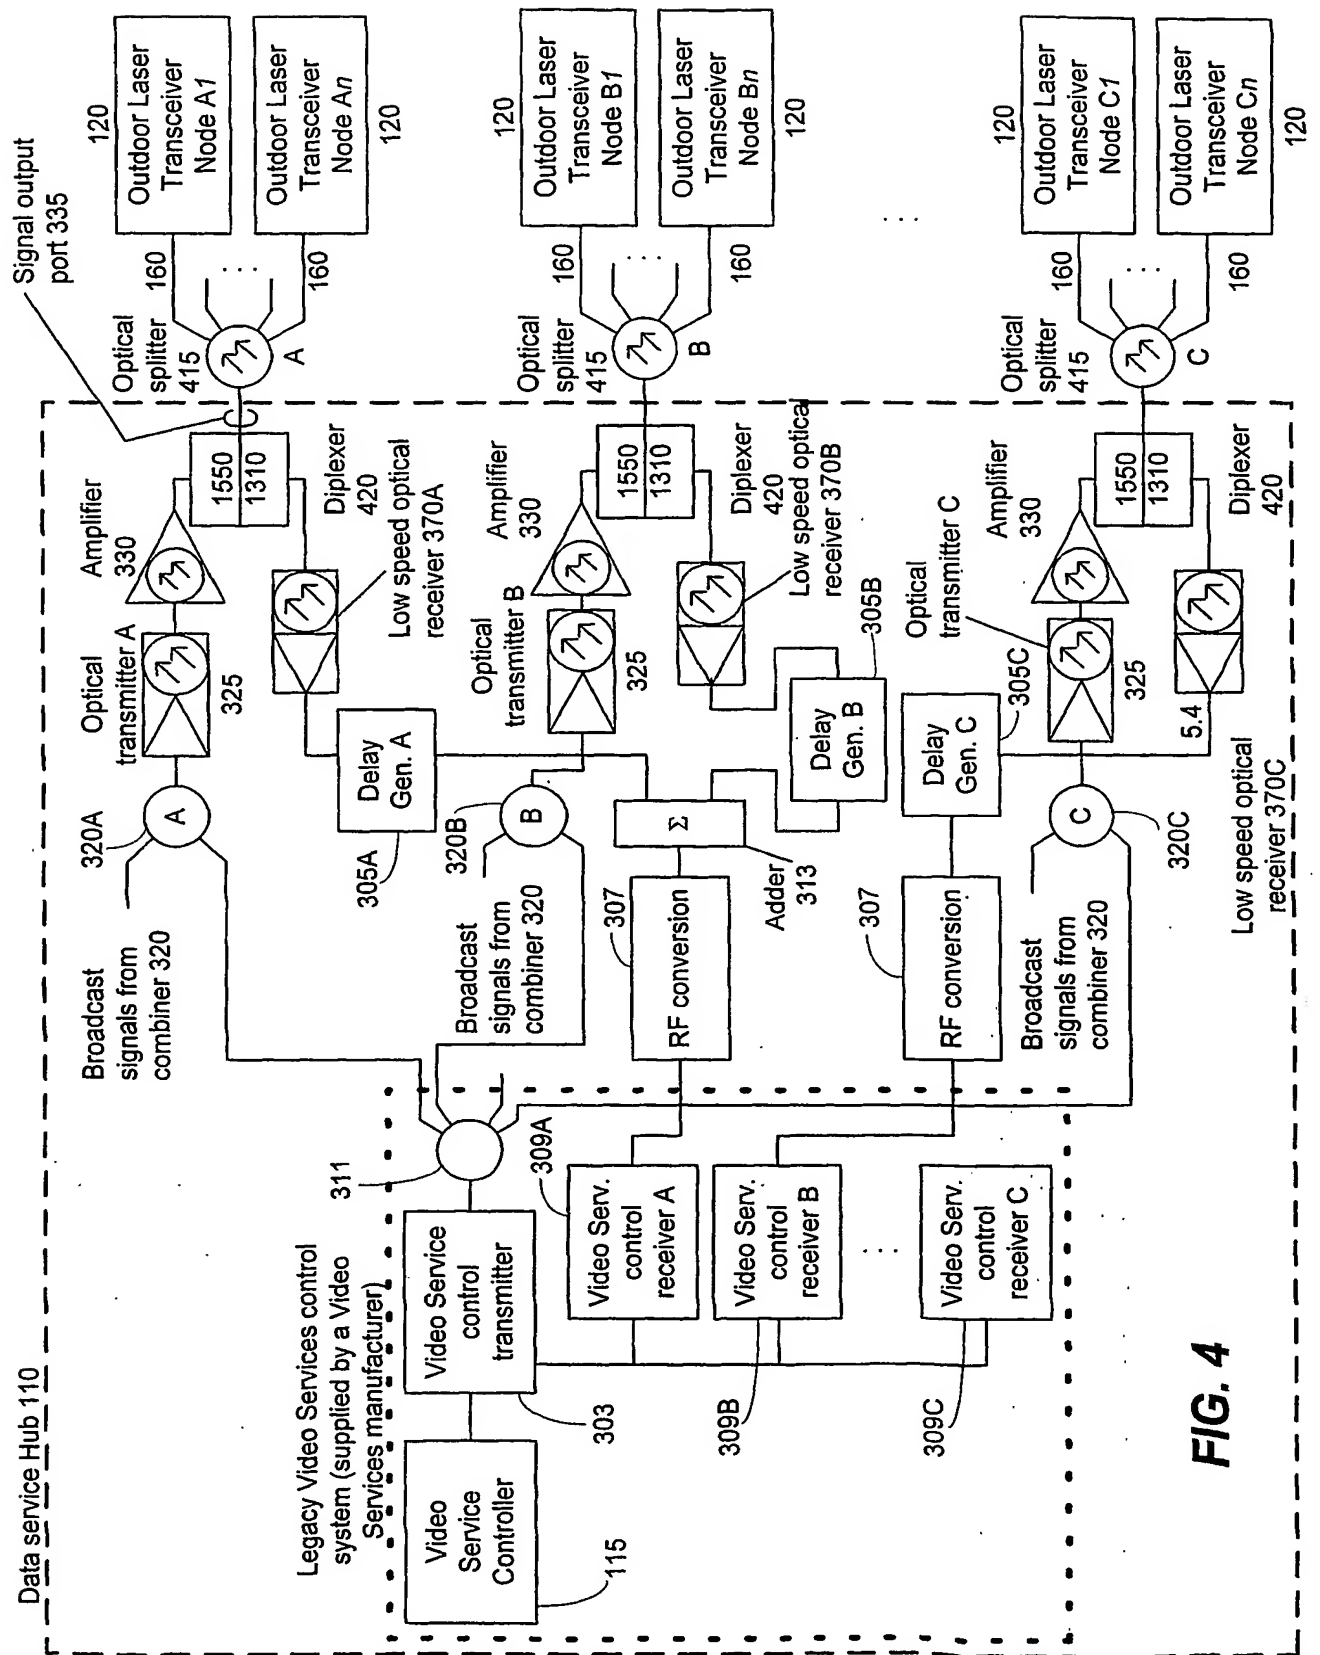 Data service Hub 110
Signal output
port 335
Broadcast
signals from
combiner 320
320A
A
Optical
transmitter A
325
Amplifier
330
1550
1310
Diplexer
420
Low speed optical
receiver 370A
Optical
splitter
415
A
160
160
...
120
Outdoor Laser
Transceiver
Node A1
Outdoor Laser
Transceiver
Node An
120
Delay
Gen. A
305A
Broadcast
signals from
combiner 320
320B
B
Optical
transmitter B
325
Amplifier
330
1550
1310
Diplexer
420
Low speed optical
receiver 370B
Optical
splitter
415
B
160
160
...
120
Outdoor Laser
Transceiver
Node B1
Outdoor Laser
Transceiver
Node Bn
120
...
Delay
Gen. B
305B
Σ
Adder
313
307
RF conversion
307
RF conversion
Delay
Gen. C
305C
Broadcast
signals from
combiner 320
320C
C
Optical
transmitter C
325
Amplifier
330
1550
1310
Diplexer
420
5.4
Low speed optical
receiver 370C
Optical
splitter
415
C
160
160
...
120
Outdoor Laser
Transceiver
Node C1
Outdoor Laser
Transceiver
Node Cn
120
Legacy Video Services control
system (supplied by a Video
Services manufacturer)
311
Video
Service
Controller
115
Video Service
control
transmitter
303
309A
Video Serv.
control
receiver A
309B
Video Serv.
control
receiver B
...
309C
Video Serv.
control
receiver C
FIG. 4